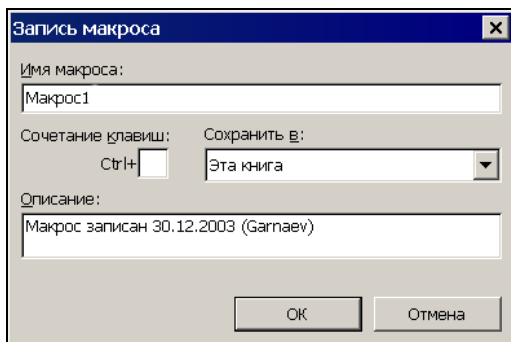 Запись макроса
Имя макроса:
Макрос1
Сочетание клавиш: Сохранить в:
Ctrl+ Эта книга
Описание:
Макрос записан 30.12.2003 (Garnaev)
ОК Отмена